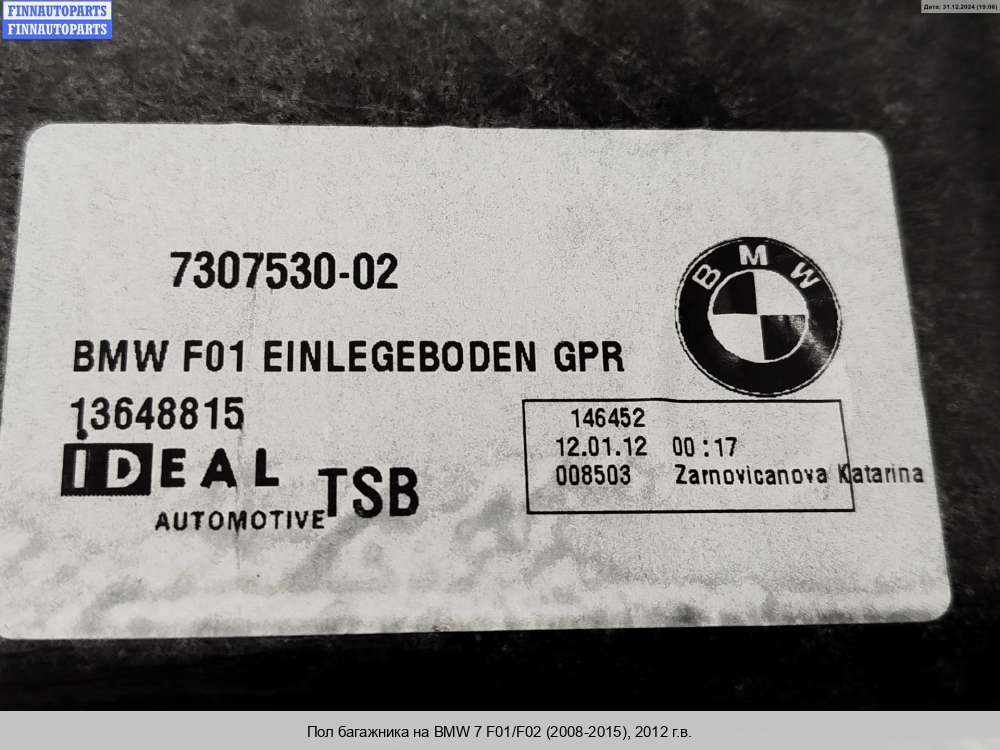 FINNAUTOPARTS
FINNAUTOPARTS
Дата: 31.12.2024 (19:06)
7307530-02
BMW
BMW F01 EINLEGEBODEN GPR
13648815
iDEAL
AUTOMOTIVE
TSB
146452
12.01.12 00:17
008503 Zarnovicanova Katarina
Пол багажника на BMW 7 F01/F02 (2008-2015), 2012 г.в.